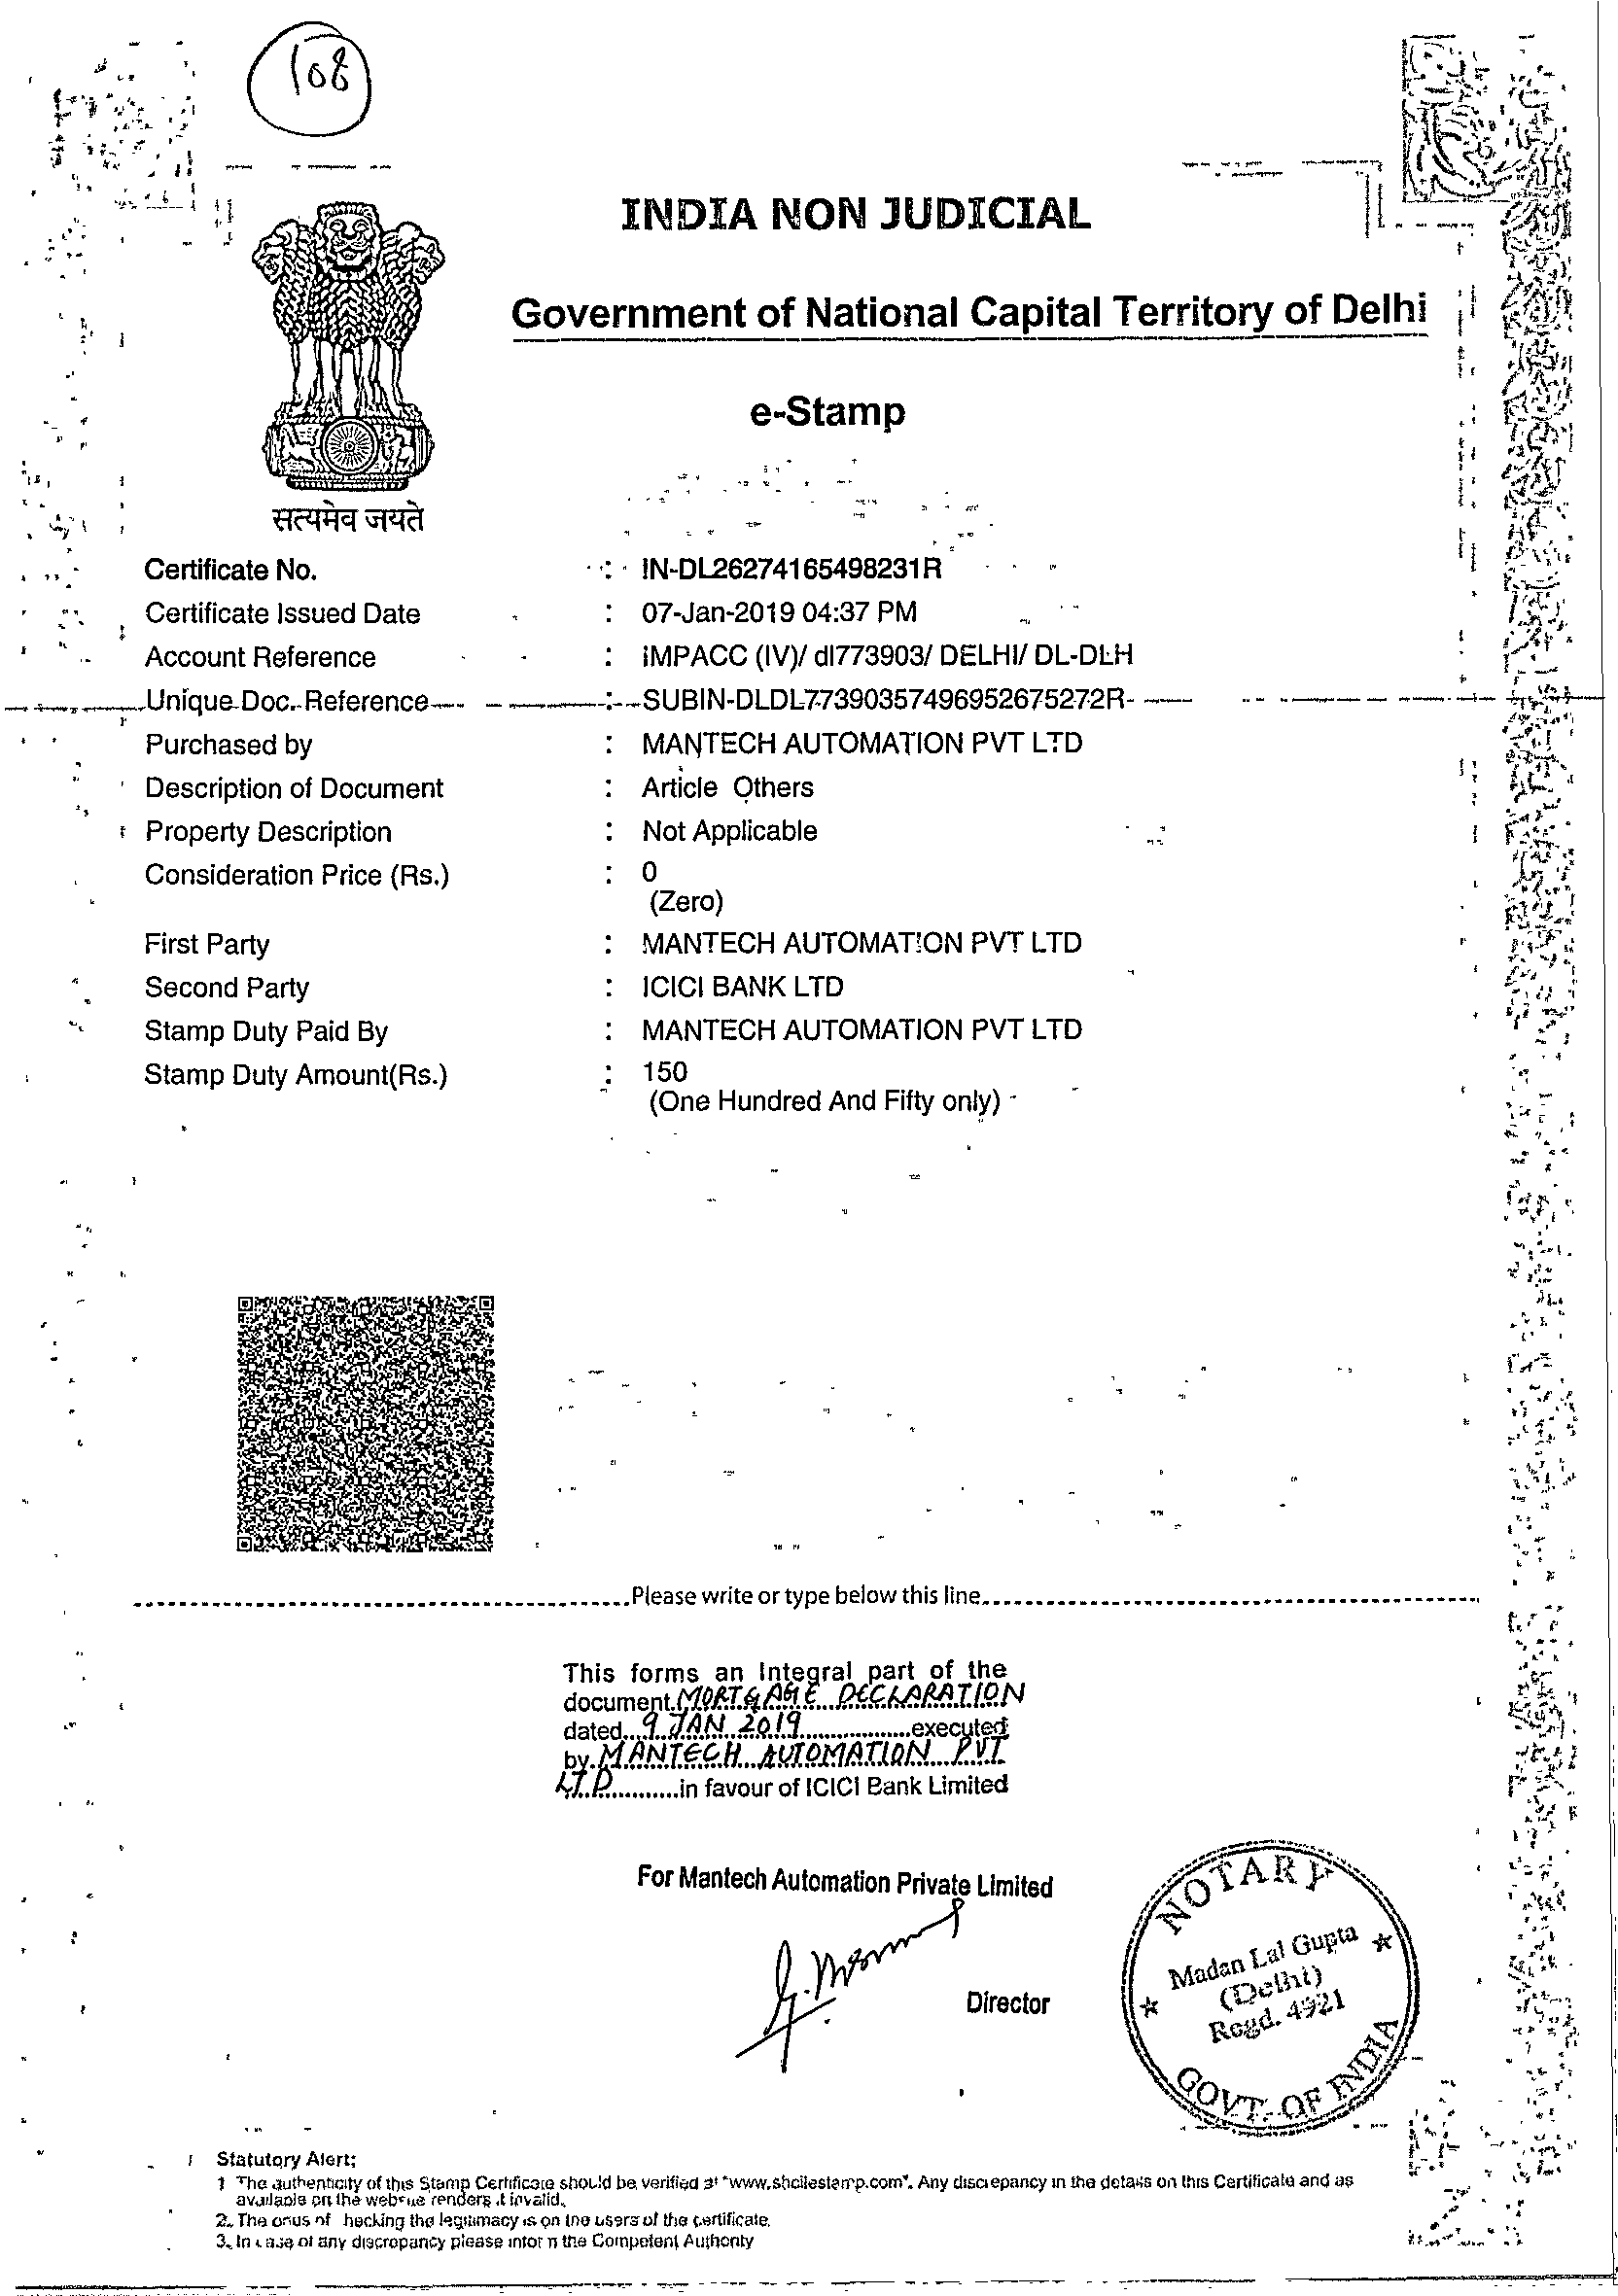 108
INDIA NON JUDICIAL
Government of National Capital Territory of Delhi
e-Stamp
सत्यमेव जयते
Certificate No. : IN-DL26274165498231R
Certificate Issued Date : 07-Jan-2019 04:37 PM
Account Reference : IMPACC (IV)/ dl773903/ DELHI/ DL-DLH
Unique Doc. Reference : SUBIN-DLDL77390357496952675272R
Purchased by : MANTECH AUTOMATION PVT LTD
Description of Document : Article Others
Property Description : Not Applicable
Consideration Price (Rs.) : 0
(Zero)
First Party : MANTECH AUTOMATION PVT LTD
Second Party : ICICI BANK LTD
Stamp Duty Paid By : MANTECH AUTOMATION PVT LTD
Stamp Duty Amount(Rs.) : 150
(One Hundred And Fifty only)
Please write or type below this line
This forms an Integral part of the
document MORTGAGE DECLARATION
dated 9 JAN 2019 executed
by MANTECH AUTOMATION PVT
LTD in favour of ICICI Bank Limited
For Mantech Automation Private Limited
Director
NOTARY
Madan Lal Gupta
(Delhi)
Regd. 4921
GOVT. OF INDIA
Statutory Alert:
1 The authenticity of this Stamp Certificate should be verified at "www.shcilestamp.com". Any discrepancy in the details on this Certificate and as
available on the website renders it invalid.
2. The onus of checking the legitimacy is on the users of the certificate.
3. In case of any discrepancy please inform the Competent Authority